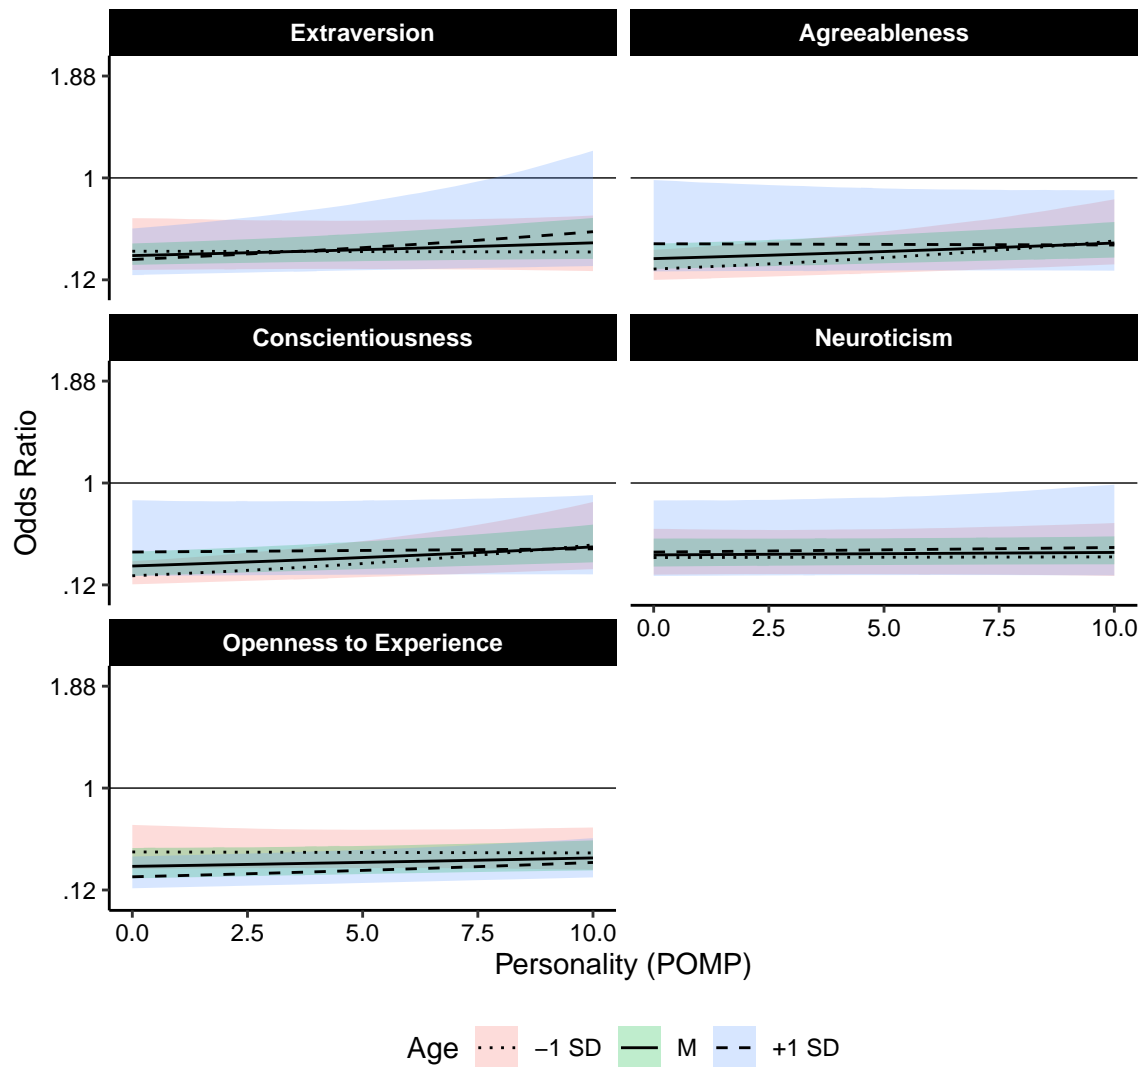 Extraversion
Agreeableness
1.88
1
.12
Conscientiousness
Neuroticism
1.88
1
.12
0.0 2.5 5.0 7.5 10.0
Openness to Experience
1.88
1
.12
0.0 2.5 5.0 7.5 10.0
Odds Ratio
Personality (POMP)
Age −1 SD M +1 SD